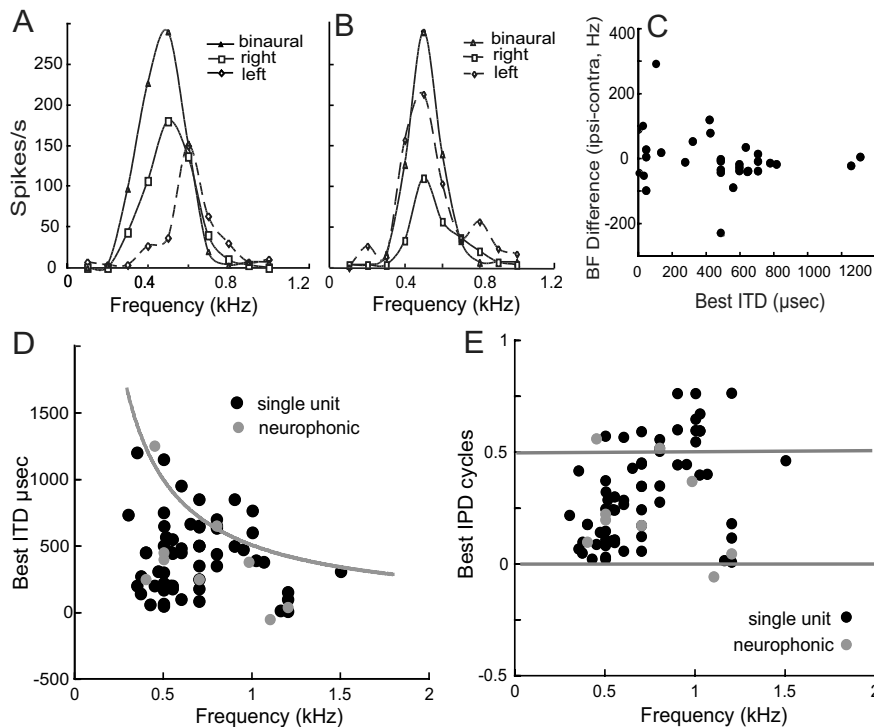 A
B
C
binaural
right
left
binaural
right
left
Spikes/s
250
200
150
100
50
0
0
0.4
0.6
1.2
Frequency (kHz)
0
0.4
0.6
1.2
Frequency (kHz)
BF Difference (ipsi-contra, Hz)
400
200
0
-200
0
200
400
600
800
1000
1200
Best ITD (µsec)
D
single unit
neurophonic
Best ITD µsec
1500
1000
500
0
-500
0
0.5
1
1.5
2
Frequency (kHz)
E
Best IPD cycles
1
0.5
0
-0.5
single unit
neurophonic
0
0.5
1
1.5
2
Frequency (kHz)